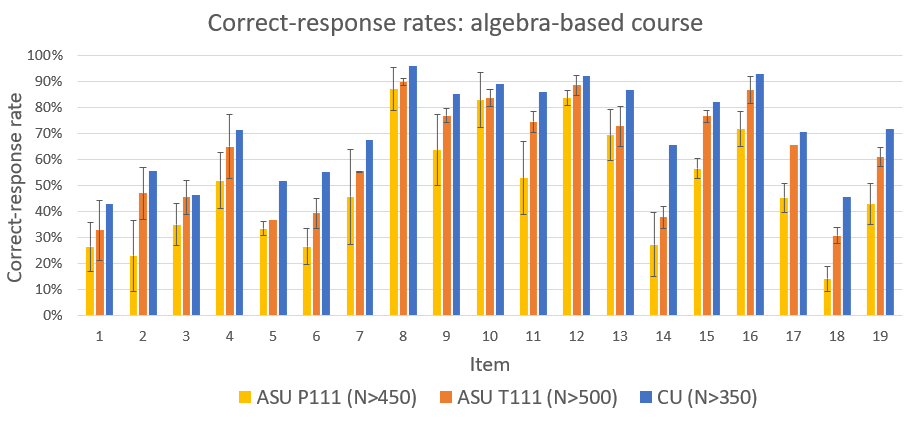 Correct-response rates: algebra-based course
Correct-response rate
100%
90%
80%
70%
60%
50%
40%
30%
20%
10%
0%
1 2 3 4 5 6 7 8 9 10 11 12 13 14 15 16 17 18 19
Item
ASU P111 (N>450) ASU T111 (N>500) CU (N>350)